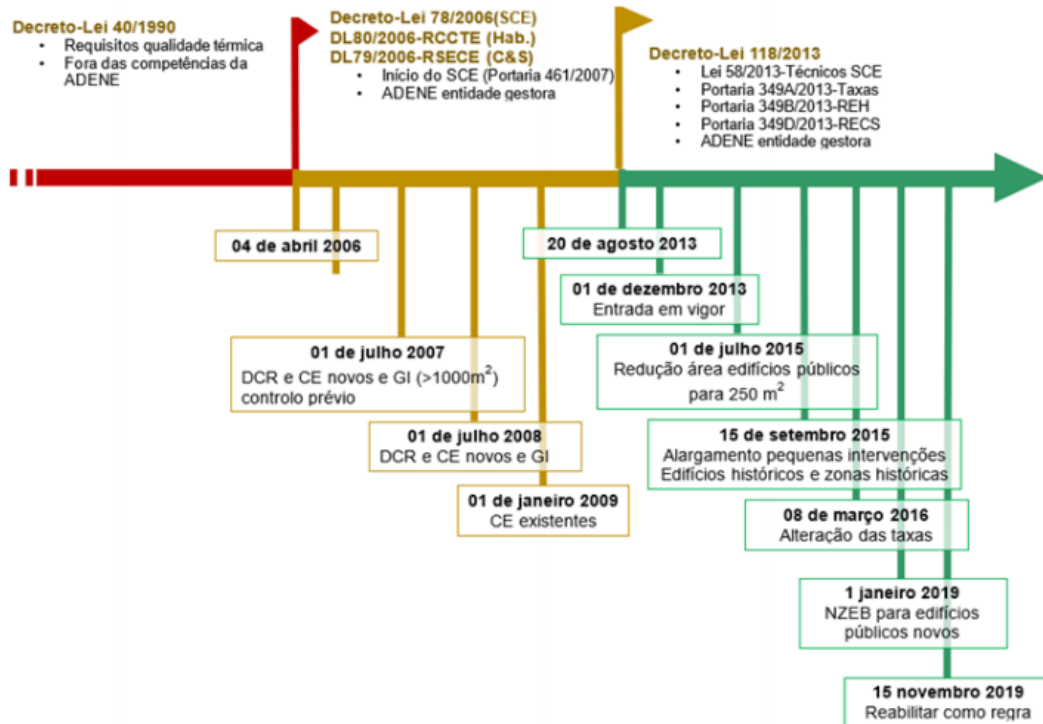 Decreto-Lei 40/1990
• Requisitos qualidade térmica
• Fora das competências da
ADENE
Decreto-Lei 78/2006(SCE)
DL80/2006-RCCTE (Hab.)
DL79/2006-RSECE (C&S)
• Início do SCE (Portaria 461/2007)
• ADENE entidade gestora
Decreto-Lei 118/2013
• Lei 58/2013-Técnicos SCE
• Portaria 349A/2013-Taxas
• Portaria 349B/2013-REH
• Portaria 349D/2013-RECS
• ADENE entidade gestora
04 de abril 2006
01 de julho 2007
DCR e CE novos e GI (>1000m²)
controlo prévio
01 de julho 2008
DCR e CE novos e GI
01 de janeiro 2009
CE existentes
20 de agosto 2013
01 de dezembro 2013
Entrada em vigor
01 de julho 2015
Redução área edifícios públicos
para 250 m²
15 de setembro 2015
Alargamento pequenas intervenções
Edifícios históricos e zonas históricas
08 de março 2016
Alteração das taxas
1 janeiro 2019
NZEB para edifícios
públicos novos
15 novembro 2019
Reabilitar como regra